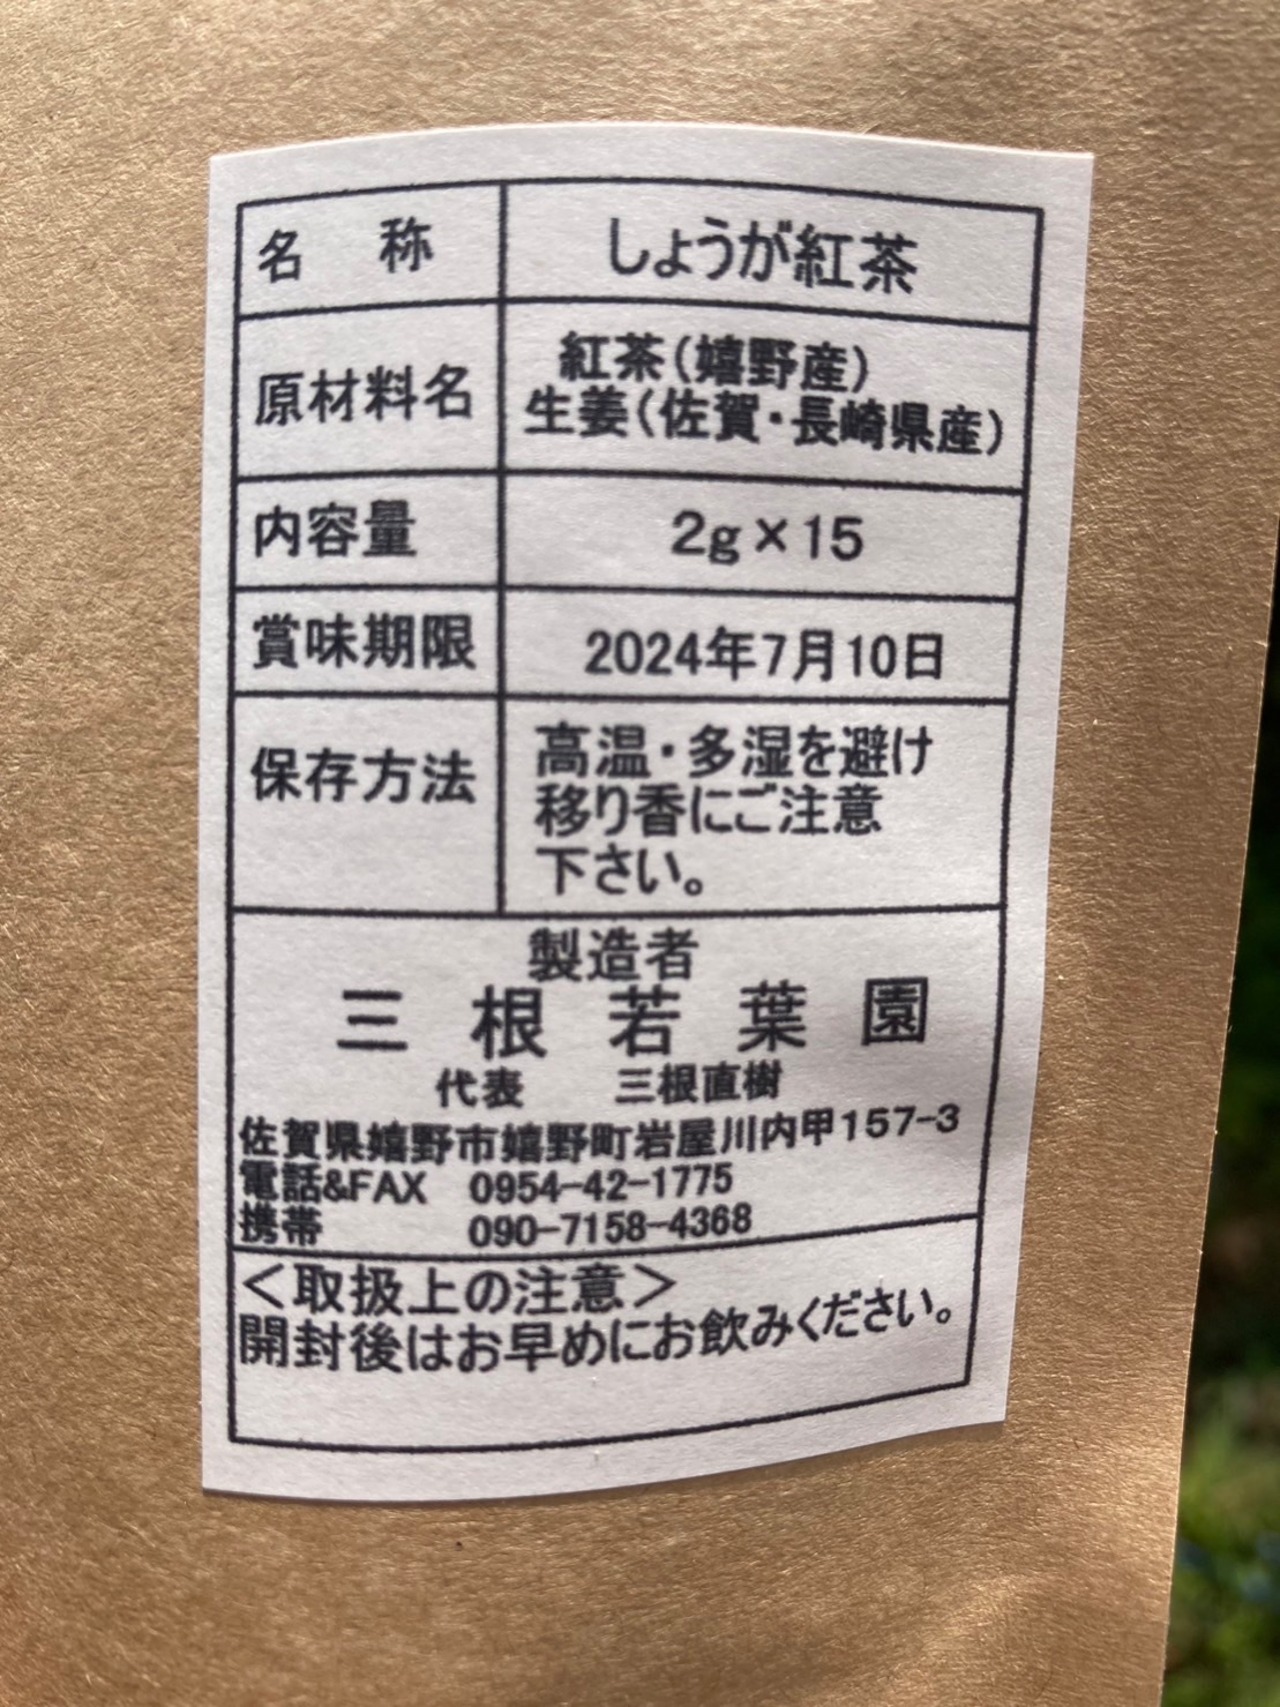 名 称 しょうが紅茶
原材料名 紅茶(嬉野産)
生姜(佐賀・長崎県産)
内容量 2g×15
賞味期限 2024年7月10日
保存方法 高温・多湿を避け
移り香にご注意
下さい。
製造者
三根若葉園
代表 三根直樹
佐賀県嬉野市嬉野町岩屋川内甲157-3
電話&FAX 0954-42-1775
携帯 090-7158-4368
<取扱上の注意>
開封後はお早めにお飲みください。